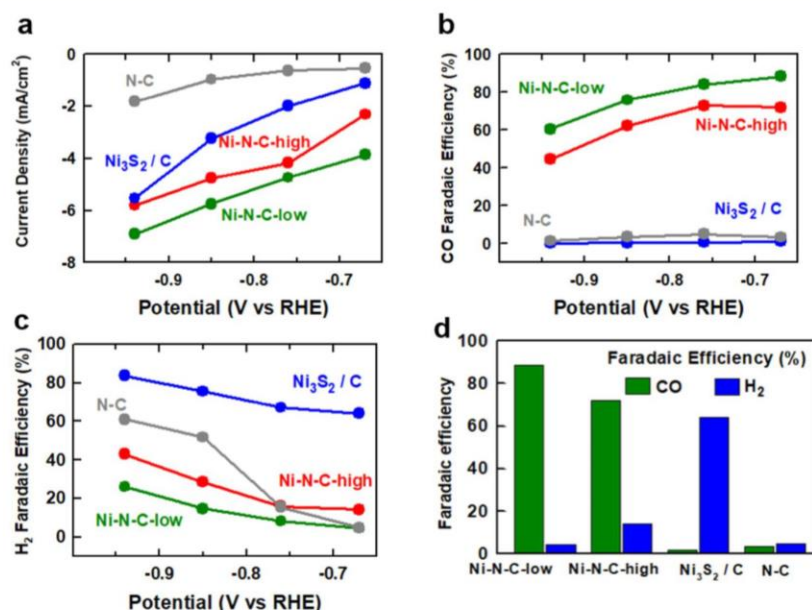 a
0
-2
-4
-6
-8
Current Density (mA/cm²)
N-C
Ni₃S₂ / C
Ni-N-C-high
Ni-N-C-low
-0.9
-0.8
-0.7
Potential (V vs RHE)
b
100
80
60
40
20
0
CO Faradaic Efficiency (%)
Ni-N-C-low
Ni-N-C-high
N-C
Ni₃S₂ / C
-0.9
-0.8
-0.7
Potential (V vs RHE)
c
100
80
60
40
20
0
H₂ Faradaic Efficiency (%)
Ni₃S₂ / C
N-C
Ni-N-C-high
Ni-N-C-low
-0.9
-0.8
-0.7
Potential (V vs RHE)
d
100
80
60
40
20
0
Faradaic efficiency
Faradaic Efficiency (%)
CO H₂
Ni-N-C-low Ni-N-C-high Ni₃S₂ / C N-C